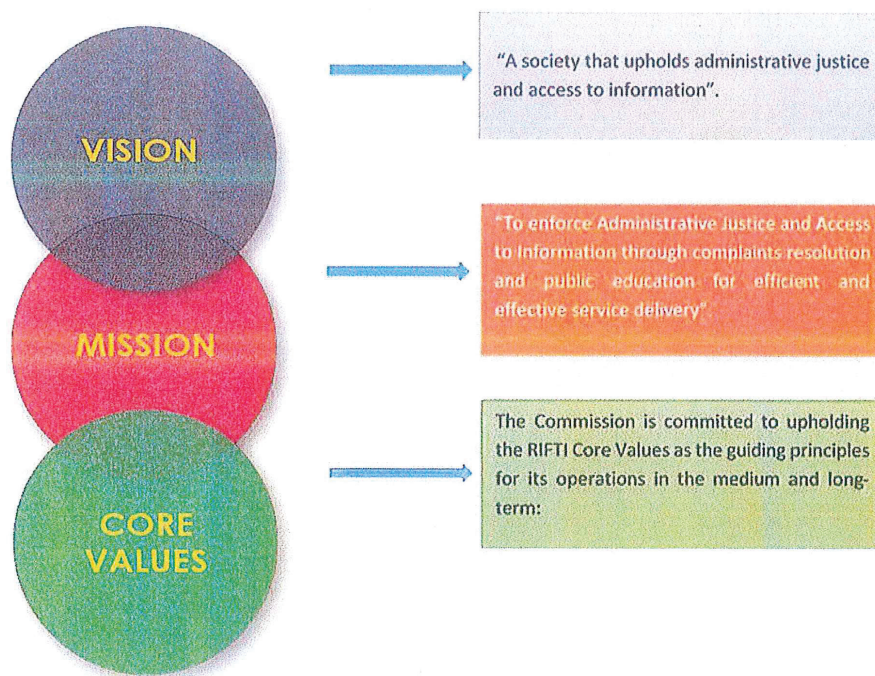 VISION
"A society that upholds administrative justice
and access to information".
MISSION
"To enforce Administrative Justice and Access
to Information through complaints resolution
and public education for efficient and
effective service delivery"
CORE
VALUES
The Commission is committed to upholding
the RIFTI Core Values as the guiding principles
for its operations in the medium and long-
term: